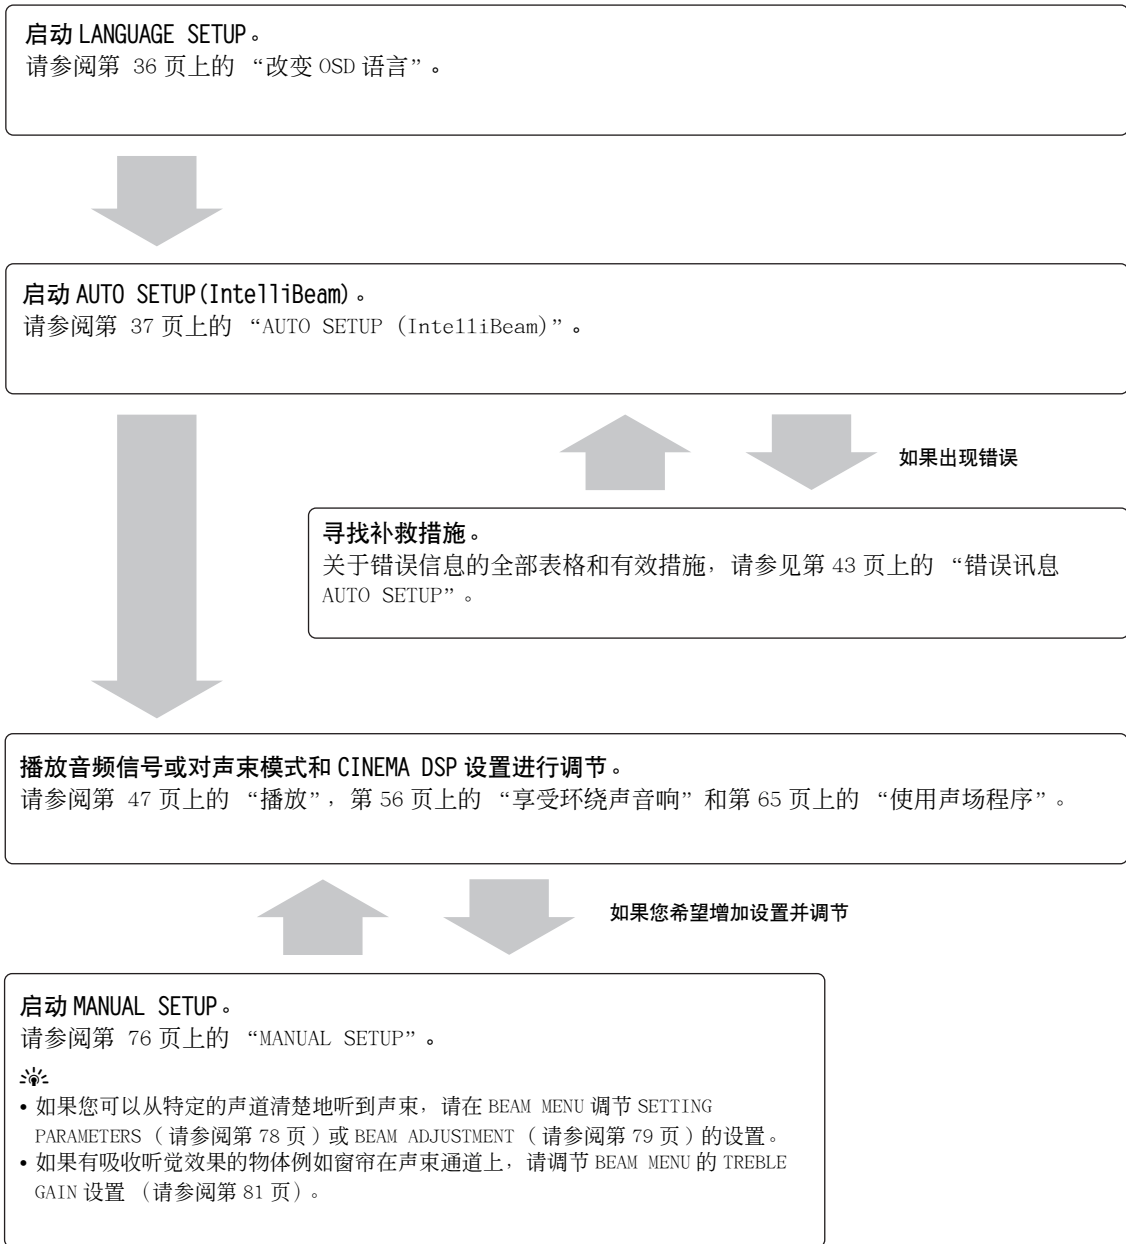 启动 LANGUAGE SETUP。
请参阅第 36 页上的 “改变 OSD 语言”。
启动 AUTO SETUP(IntelliBeam)。
请参阅第 37 页上的 “AUTO SETUP (IntelliBeam)”。
如果出现错误
寻找补救措施。
关于错误信息的全部表格和有效措施，请参见第 43 页上的 “错误讯息
AUTO SETUP”。
播放音频信号或对声束模式和 CINEMA DSP 设置进行调节。
请参阅第 47 页上的 “播放”，第 56 页上的 “享受环绕声音响”和第 65 页上的 “使用声场程序”。
如果您希望增加设置并调节
启动 MANUAL SETUP。
请参阅第 76 页上的 “MANUAL SETUP”。
• 如果您可以从特定的声道清楚地听到声束，请在 BEAM MENU 调节 SETTING
PARAMETERS （请参阅第 78 页）或 BEAM ADJUSTMENT （请参阅第 79 页）的设置。
• 如果有吸收听觉效果的物体例如窗帘在声束通道上，请调节 BEAM MENU 的 TREBLE
GAIN 设置 （请参阅第 81 页）。